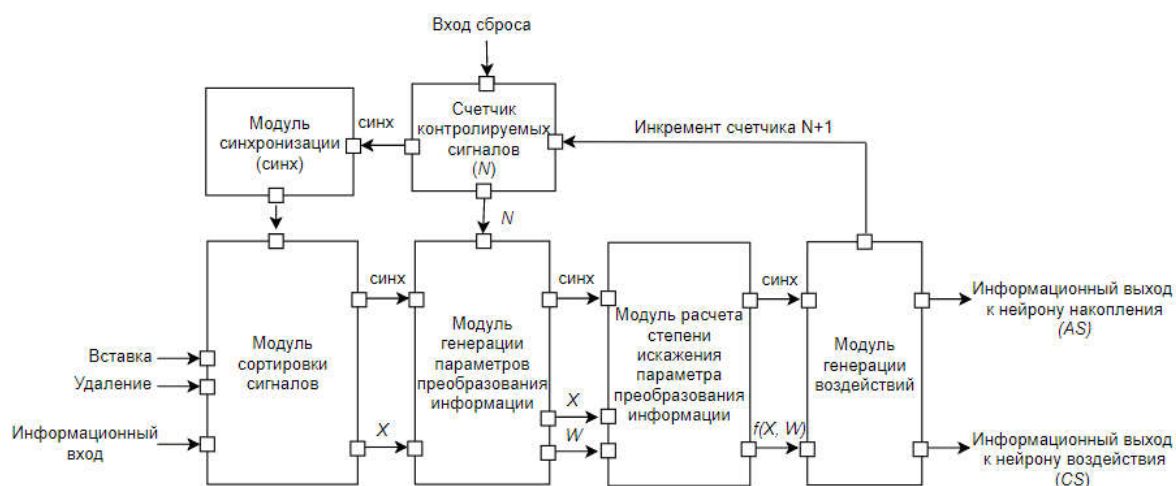 Вход сброса
Модуль
синхронизации
(синх)
синх
Счетчик
контролируемых
сигналов
(N)
Инкремент счетчика N+1
N
Вставка
Удаление
Информационный
вход
Модуль
сортировки
сигналов
синх
X
Модуль
генерации
параметров
преобразования
информации
синх
X
W
Модуль расчета
степени
искажения
параметра
преобразования
информации
синх
f(X, W)
Модуль
генерации
воздействий
Информационный выход
к нейрону накопления
(AS)
Информационный выход
к нейрону воздействия
(CS)